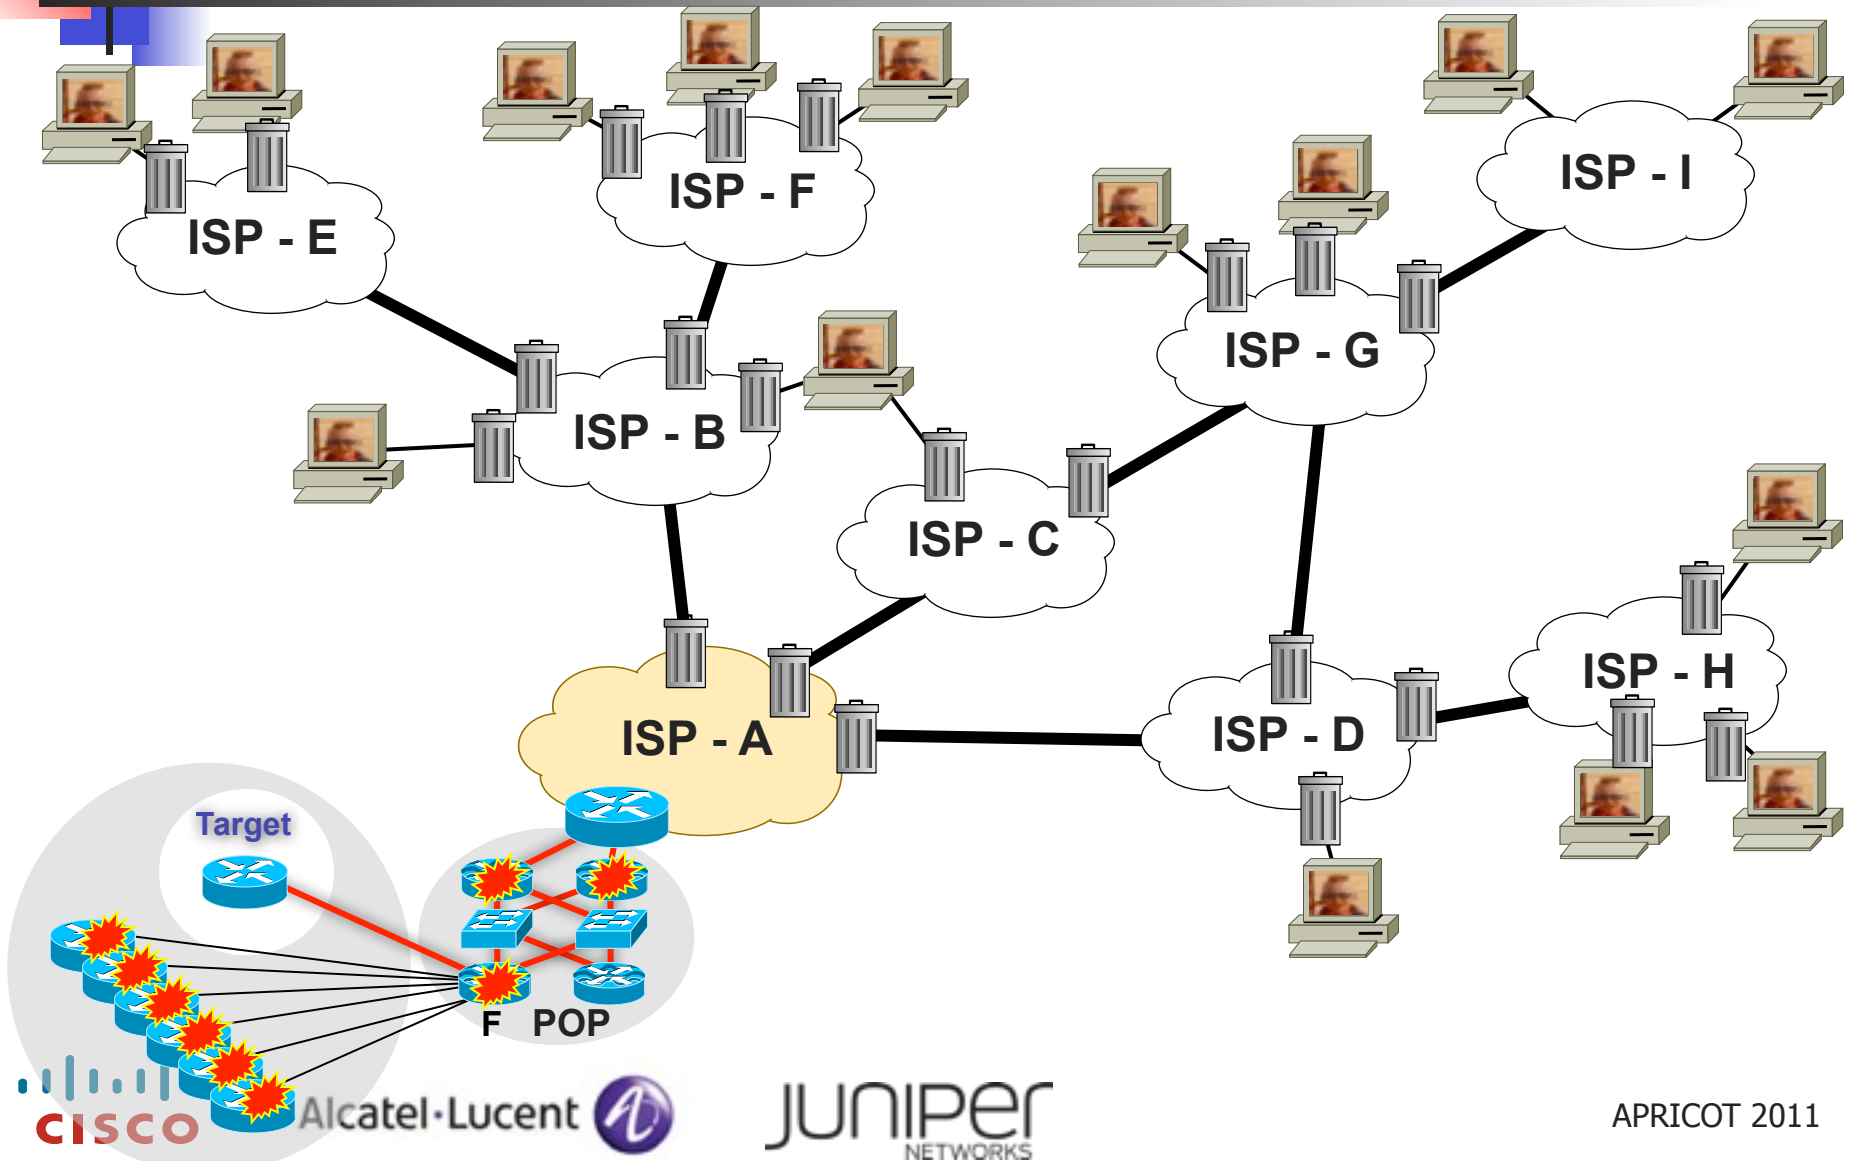 ISP - E
ISP - F
ISP - I
ISP - G
ISP - B
ISP - C
ISP - H
ISP - A
ISP - D
Target
F POP
CISCO
Alcatel·Lucent
JUNIPER
NETWORKS
APRICOT 2011